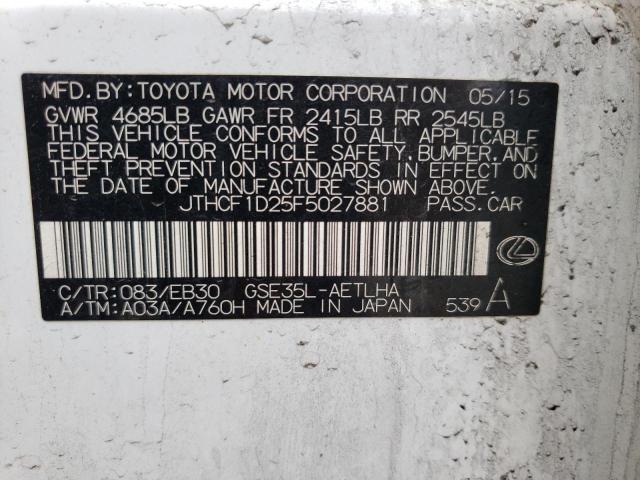 MFD.BY:TOYOTA MOTOR CORPORATION 05/15
GVWR 4685LB GAWR FR 2415LB RR 2545LB
THIS VEHICLE CONFORMS TO ALL APPLICABLE
FEDERAL MOTOR VEHICLE SAFETY,BUMPER,AND
THEFT PREVENTION STANDARDS IN EFFECT ON
THE DATE OF MANUFACTURE SHOWN ABOVE.
JTHCF1D25F5027881 PASS.CAR
C/TR:083/EB30 GSE35L-AETLHA
A/TM:A03A/A760H MADE IN JAPAN 539 A